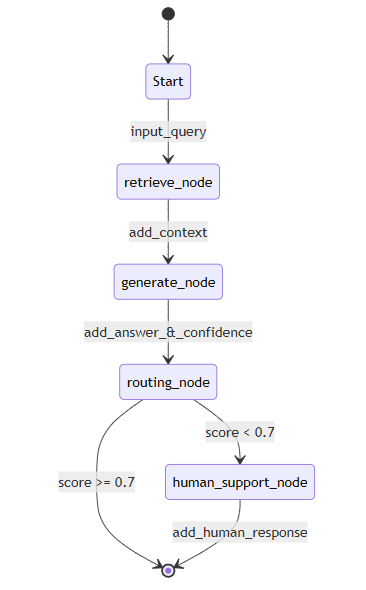 Start
input_query
retrieve_node
add_context
generate_node
add_answer_&_confidence
routing_node
score < 0.7
score >= 0.7
human_support_node
add_human_response